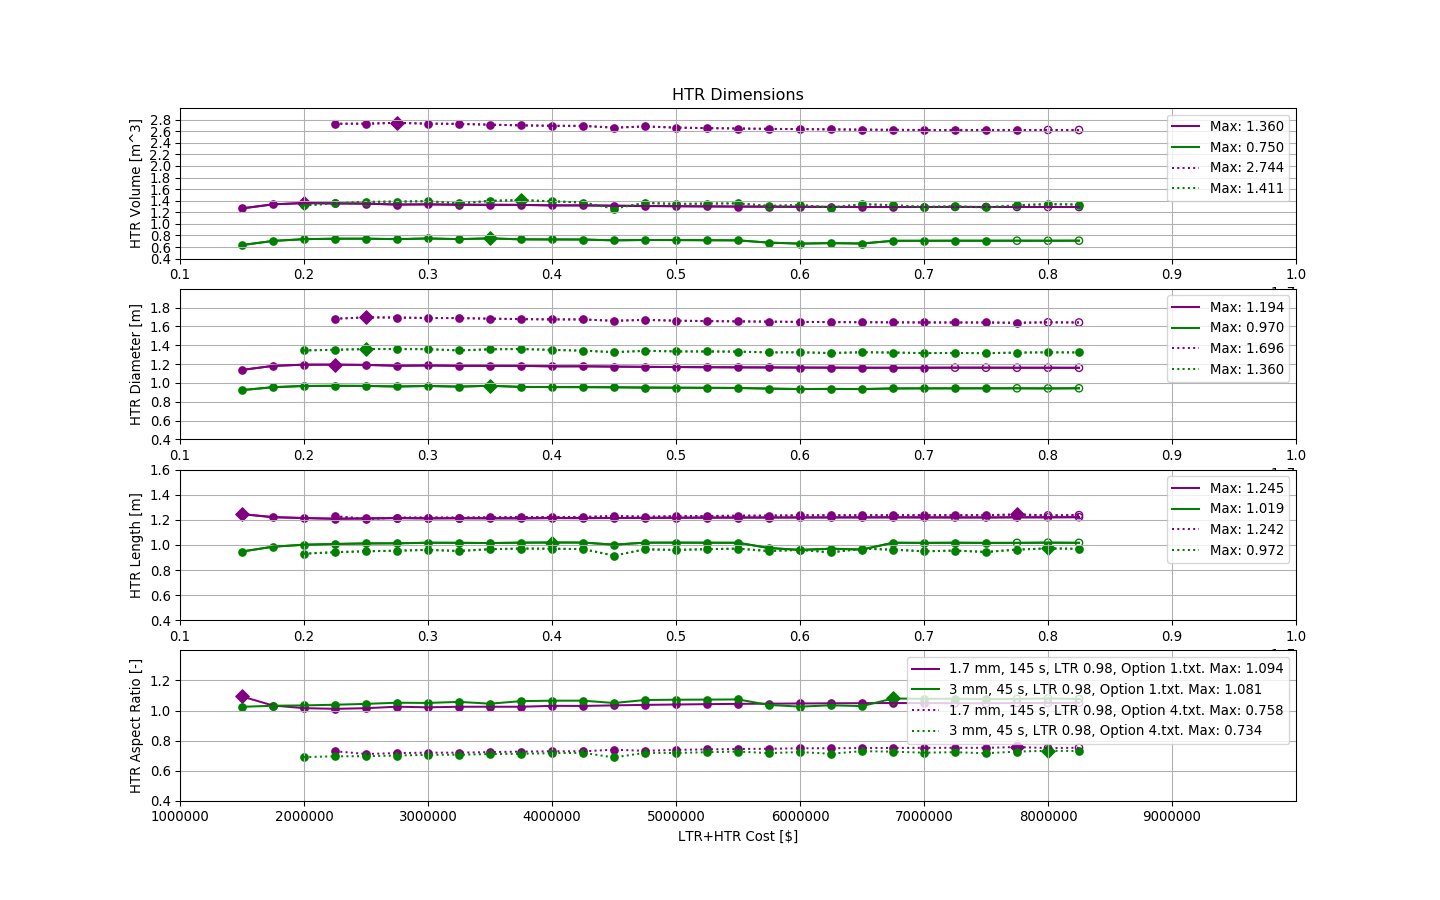 HTR Dimensions
HTR Volume [m^3]
2.8
2.6
2.4
2.2
2.0
1.8
1.6
1.4
1.2
1.0
0.8
0.6
0.4
Max: 1.360
Max: 0.750
Max: 2.744
Max: 1.411
0.1 0.2 0.3 0.4 0.5 0.6 0.7 0.8 0.9 1.0
HTR Diameter [m]
1.8
1.6
1.4
1.2
1.0
0.8
0.6
0.4
Max: 1.194
Max: 0.970
Max: 1.696
Max: 1.360
0.1 0.2 0.3 0.4 0.5 0.6 0.7 0.8 0.9 1.0
HTR Length [m]
1.6
1.4
1.2
1.0
0.8
0.6
0.4
Max: 1.245
Max: 1.019
Max: 1.242
Max: 0.972
0.1 0.2 0.3 0.4 0.5 0.6 0.7 0.8 0.9 1.0
HTR Aspect Ratio [-]
1.2
1.0
0.8
0.6
0.4
1.7 mm, 145 s, LTR 0.98, Option 1.txt. Max: 1.094
3 mm, 45 s, LTR 0.98, Option 1.txt. Max: 1.081
1.7 mm, 145 s, LTR 0.98, Option 4.txt. Max: 0.758
3 mm, 45 s, LTR 0.98, Option 4.txt. Max: 0.734
1000000 2000000 3000000 4000000 5000000 6000000 7000000 8000000 9000000
LTR+HTR Cost [$]